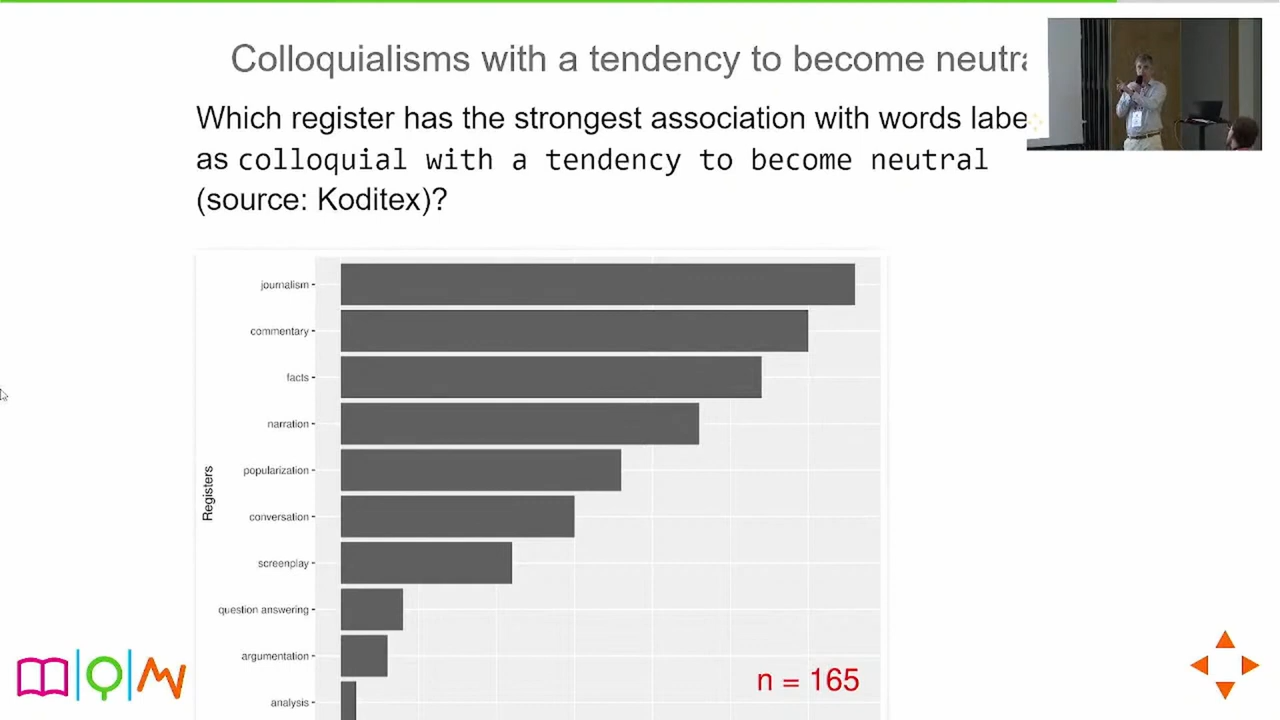 Colloquialisms with a tendency to become neutra
Which register has the strongest association with words labe
as colloquial with a tendency to become neutral
(source: Koditex)?
journalism
commentary
facts
narration
popularization
conversation
screenplay
question answering
argumentation
analysis
Registers
n = 165